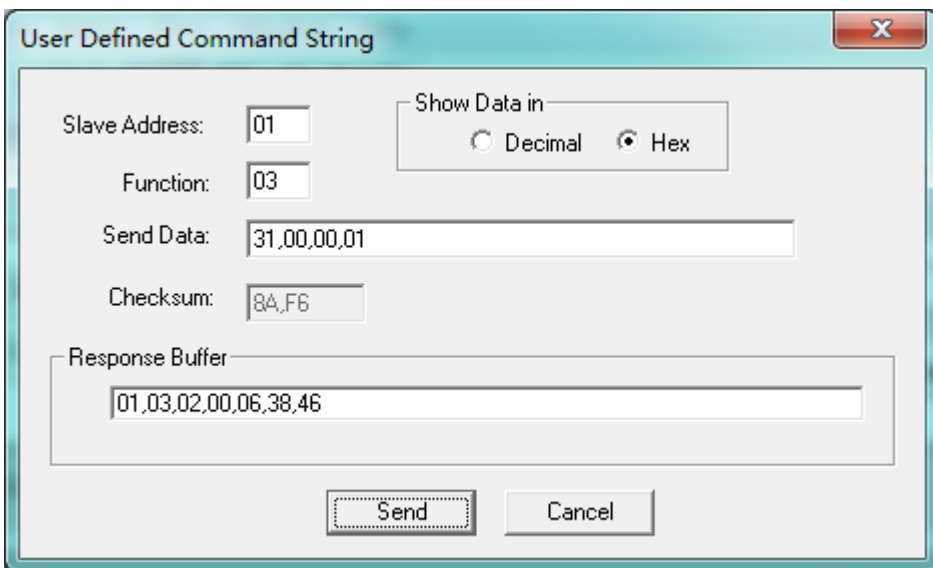 User Defined Command String
Slave Address: 01
Show Data in
Decimal Hex
Function: 03
Send Data: 31,00,00,01
Checksum: 8A,F6
Response Buffer
01,03,02,00,06,38,46
Send Cancel